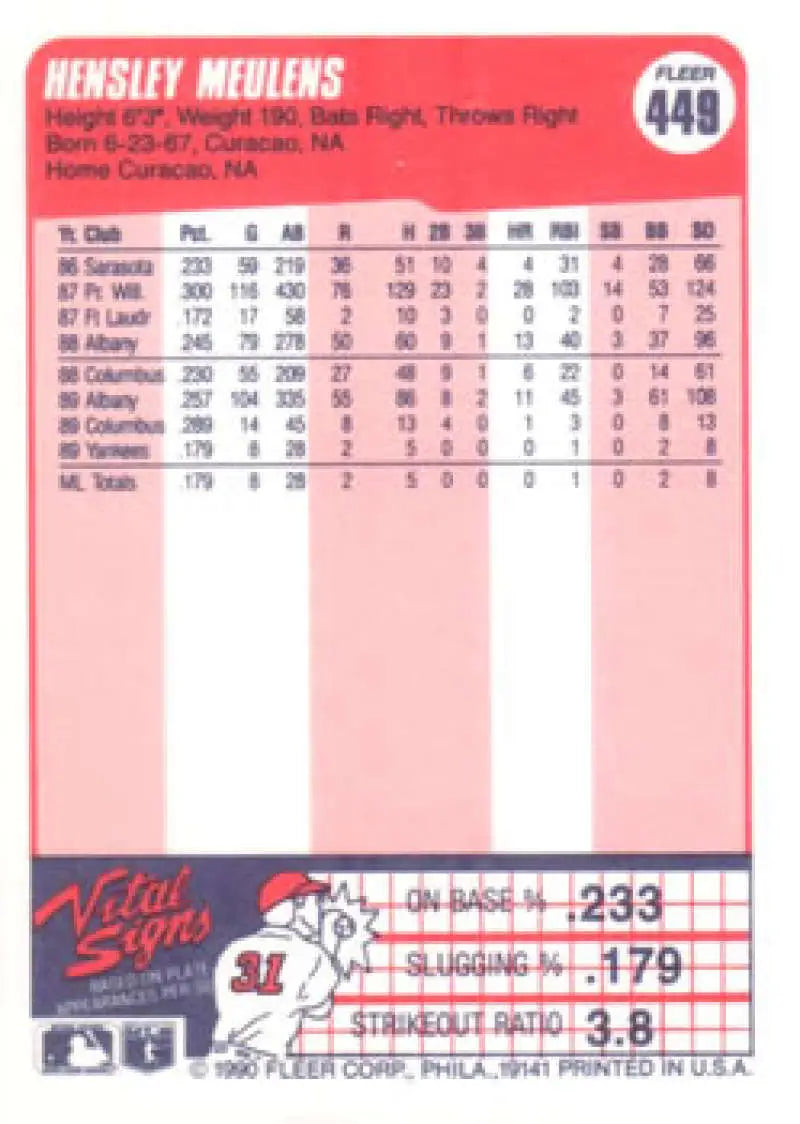 HENSLEY MEULENS
FLEER
449
Height 6'3", Weight 190, Bats Right, Throws Right
Born 6-23-67, Curacao, NA
Home Curacao, NA
Yr. Club Pct. G AB R H 2B 3B HR RBI SB BB SO
86 Sarasota .233 59 219 36 51 10 4 4 31 4 28 66
87 Pr. Will. .300 116 430 76 129 23 2 28 103 14 53 124
87 Ft Laudr .172 17 58 2 10 3 0 0 2 0 7 25
88 Albany .245 79 278 50 60 9 1 13 40 3 37 96
88 Columbus .230 55 209 27 48 9 1 6 22 0 14 61
89 Albany .257 104 335 55 86 8 2 11 45 3 61 108
89 Columbus .289 14 45 8 13 4 0 1 3 0 8 13
89 Yankees .179 8 28 2 5 0 0 0 1 0 2 8
ML Totals .179 8 28 2 5 0 0 0 1 0 2 8
Vital
Signs
BASED ON PLATE
APPEARANCES PER
31
ON BASE % .233
SLUGGING % .179
STRIKEOUT RATIO 3.8
© 1990 FLEER CORP., PHILA., 19141 PRINTED IN U.S.A.